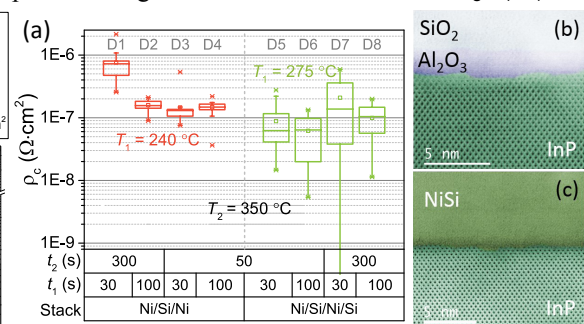 (a)
D1 D2 D3 D4 D5 D6 D7 D8
1E-6
1E-7
1E-8
1E-9
ρc (Ω·cm²)
T₁ = 275 °C
T₁ = 240 °C
T₂ = 350 °C
t₂ (s) 300 50 300
t₁ (s) 30 100 30 100 30 100 30 100
Stack Ni/Si/Ni Ni/Si/Ni/Si
SiO₂ (b)
Al₂O₃
5 nm InP
(c)
NiSi
5 nm InP